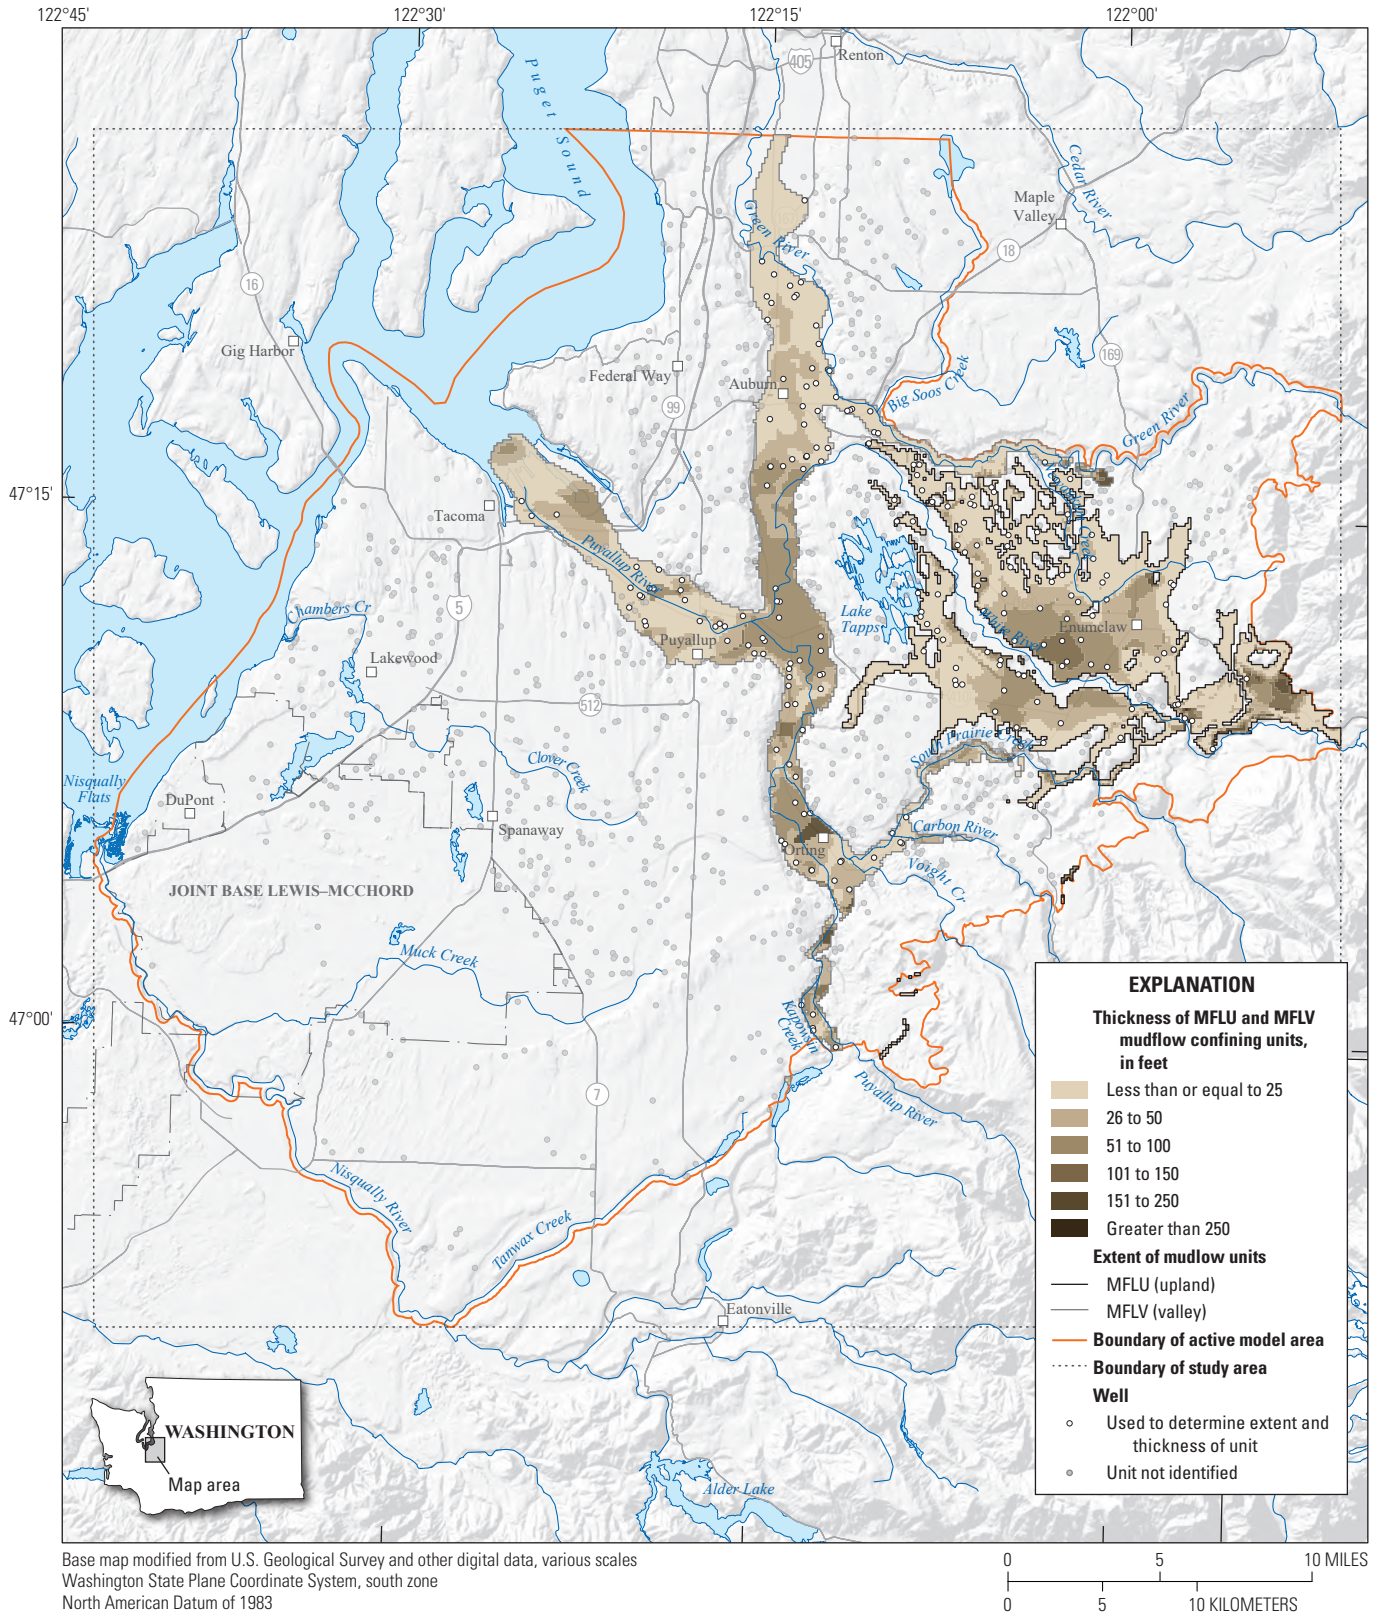 122°45'
122°30'
122°15'
122°00'
405
Renton
Puget Sound
Cedar River
Maple
Valley
Green River
18
16
Gig Harbor
169
Federal Way
Auburn
Big Soos Creek
Green River
99
47°15'
Tacoma
Puyallup River
Chambers Cr
5
Lake
Tapps
White River
Enumclaw
Puyallup
Lakewood
512
South Prairie Creek
Clover Creek
Nisqually
Flats
DuPont
Spanaway
Carbon River
Orting
Voight Cr
JOINT BASE LEWIS–MCCHORD
Muck Creek
47°00'
Kapowsin
Creek
Puyallup River
7
Nisqually River
Tanwax Creek
Eatonville
Alder Lake
EXPLANATION
Thickness of MFLU and MFLV
mudflow confining units,
in feet
Less than or equal to 25
26 to 50
51 to 100
101 to 150
151 to 250
Greater than 250
Extent of mudlow units
MFLU (upland)
MFLV (valley)
Boundary of active model area
Boundary of study area
Well
Used to determine extent and
thickness of unit
Unit not identified
WASHINGTON
Map area
Base map modified from U.S. Geological Survey and other digital data, various scales
Washington State Plane Coordinate System, south zone
North American Datum of 1983
0 5 10 MILES
0 5 10 KILOMETERS